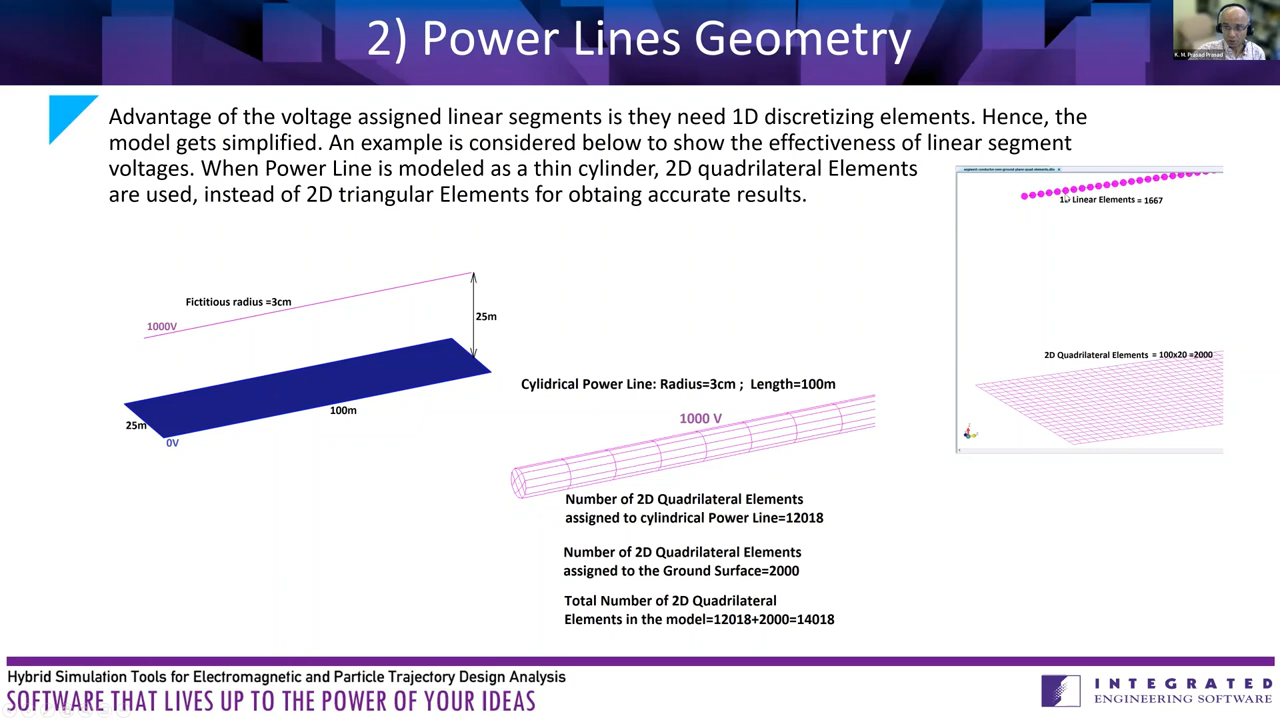 2) Power Lines Geometry
K. M. Prasad Prasad
Advantage of the voltage assigned linear segments is they need 1D discretizing elements. Hence, the
model gets simplified. An example is considered below to show the effectiveness of linear segment
voltages. When Power Line is modeled as a thin cylinder, 2D quadrilateral Elements
are used, instead of 2D triangular Elements for obtaing accurate results.
1D Linear Elements = 1667
2D Quadrilateral Elements = 100x20 =2000
Fictitious radius =3cm
1000V
25m
25m
100m
0V
Cylidrical Power Line: Radius=3cm ; Length=100m
1000 V
Number of 2D Quadrilateral Elements
assigned to cylindrical Power Line=12018
Number of 2D Quadrilateral Elements
assigned to the Ground Surface=2000
Total Number of 2D Quadrilateral
Elements in the model=12018+2000=14018
Hybrid Simulation Tools for Electromagnetic and Particle Trajectory Design Analysis
SOFTWARE THAT LIVES UP TO THE POWER OF YOUR IDEAS
INTEGRATED
ENGINEERING SOFTWARE